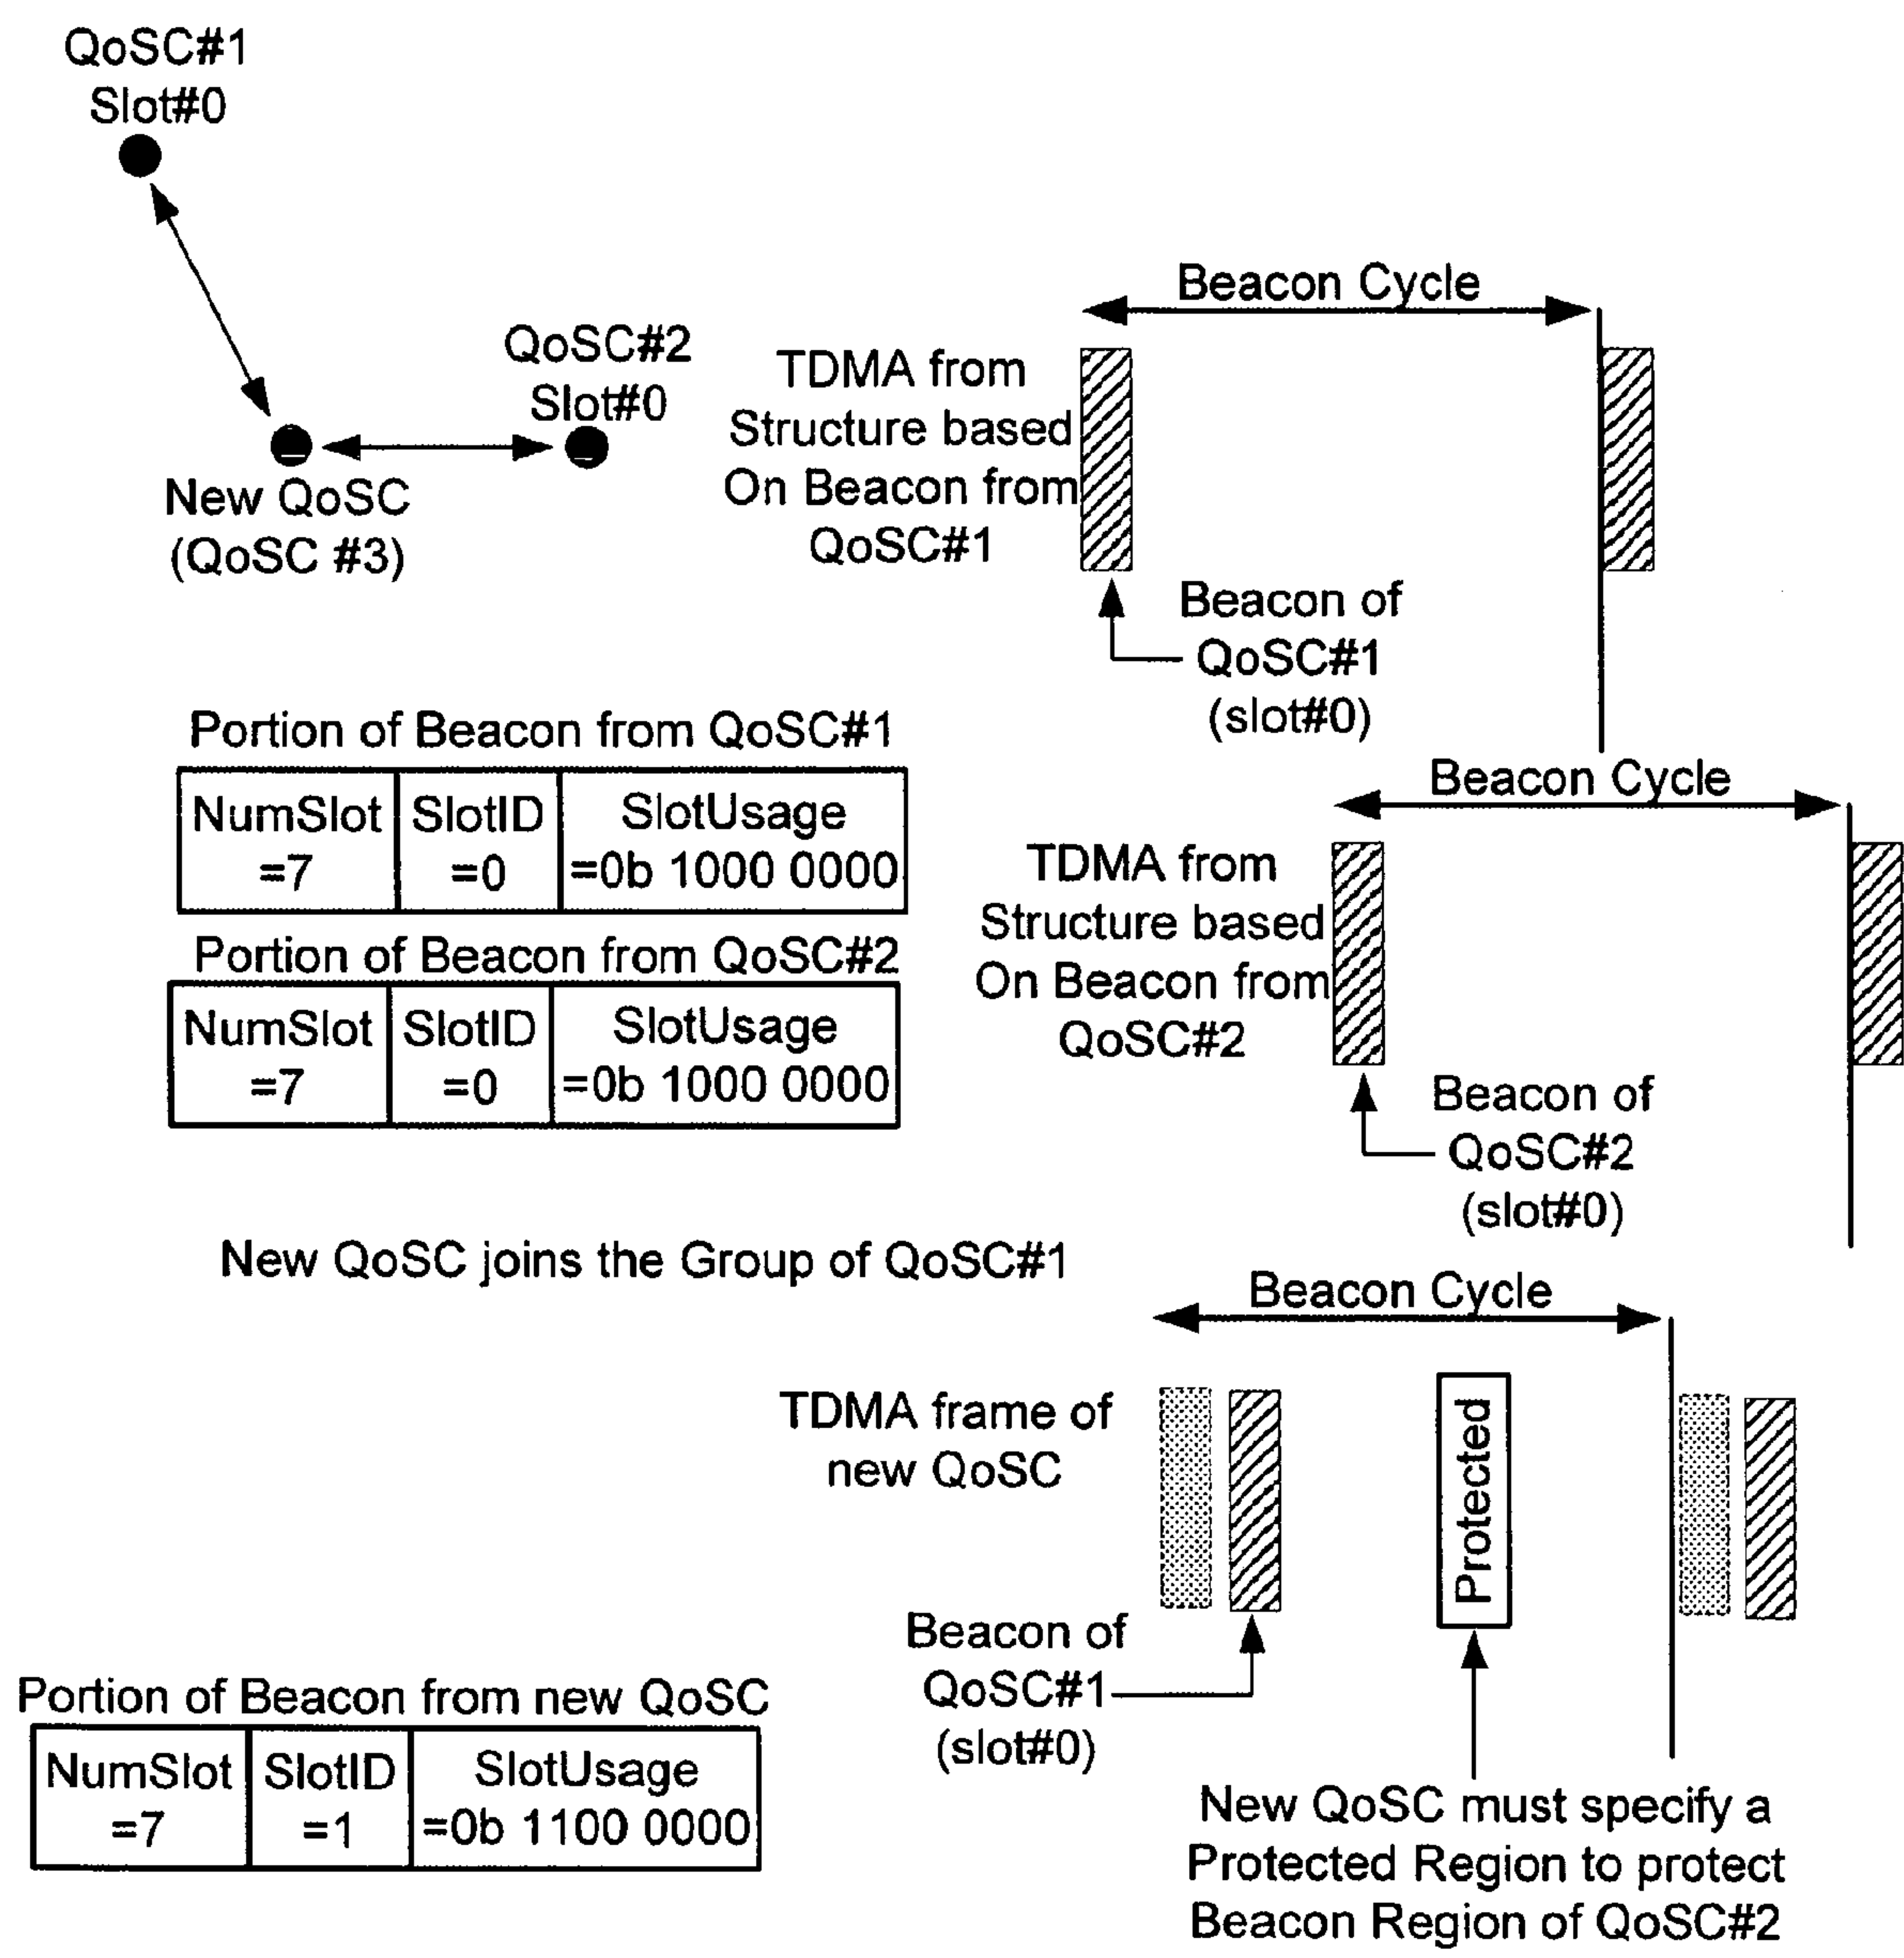 QoSC#1
Slot#0
QoSC#2
Slot#0
New QoSC
(QoSC #3)
Beacon Cycle
TDMA from
Structure based
On Beacon from
QoSC#1
Beacon of
QoSC#1
(slot#0)
Portion of Beacon from QoSC#1
NumSlot
=7
SlotID
=0
SlotUsage
=0b 1000 0000
Portion of Beacon from QoSC#2
NumSlot
=7
SlotID
=0
SlotUsage
=0b 1000 0000
Beacon Cycle
TDMA from
Structure based
On Beacon from
QoSC#2
Beacon of
QoSC#2
(slot#0)
New QoSC joins the Group of QoSC#1
Beacon Cycle
TDMA frame of
new QoSC
Protected
Beacon of
QoSC#1
(slot#0)
Portion of Beacon from new QoSC
NumSlot
=7
SlotID
=1
SlotUsage
=0b 1100 0000
New QoSC must specify a
Protected Region to protect
Beacon Region of QoSC#2